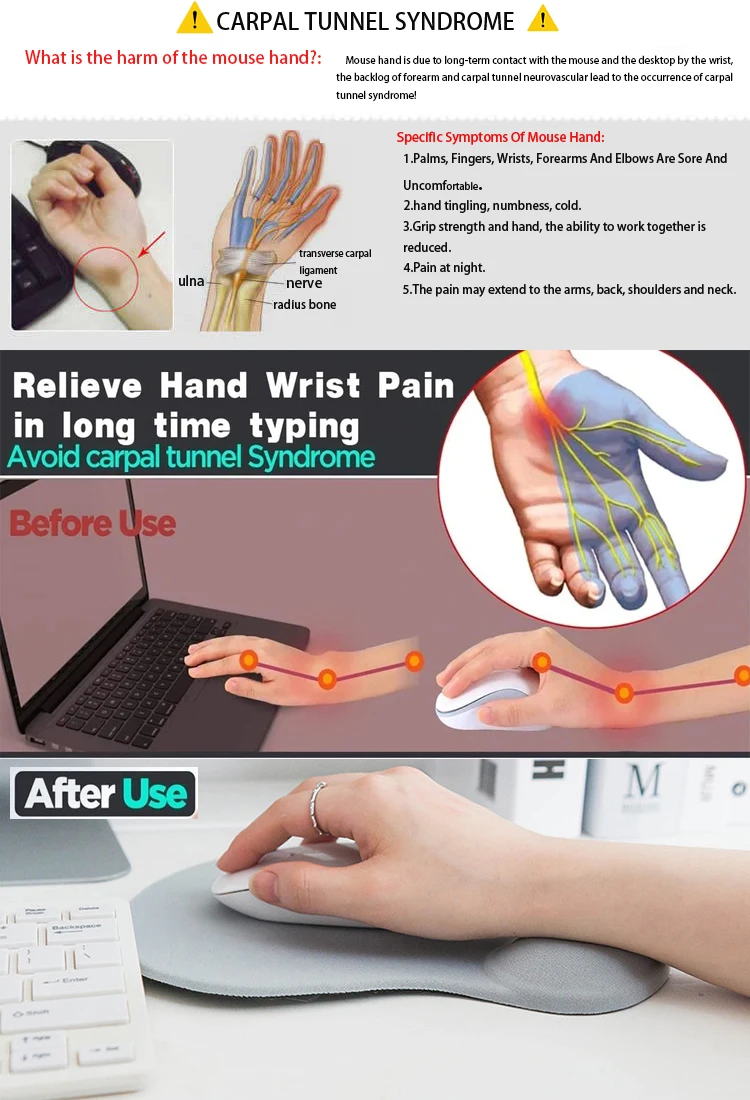 CARPAL TUNNEL SYNDROME
What is the harm of the mouse hand?:
Mouse hand is due to long-term contact with the mouse and the desktop by the wrist,
the backlog of forearm and carpal tunnel neurovascular lead to the occurrence of carpal
tunnel syndrome!
Specific Symptoms Of Mouse Hand:
1.Palms, Fingers, Wrists, Forearms And Elbows Are Sore And
Uncomfortable.
2.hand tingling, numbness, cold.
3.Grip strength and hand, the ability to work together is
reduced.
4.Pain at night.
5.The pain may extend to the arms, back, shoulders and neck.
transverse carpal
ligament
ulna
nerve
radius bone
Relieve Hand Wrist Pain
in long time typing
Avoid carpal tunnel Syndrome
Before Use
After Use
H
M
Delete
Backspace
Enter
Shift